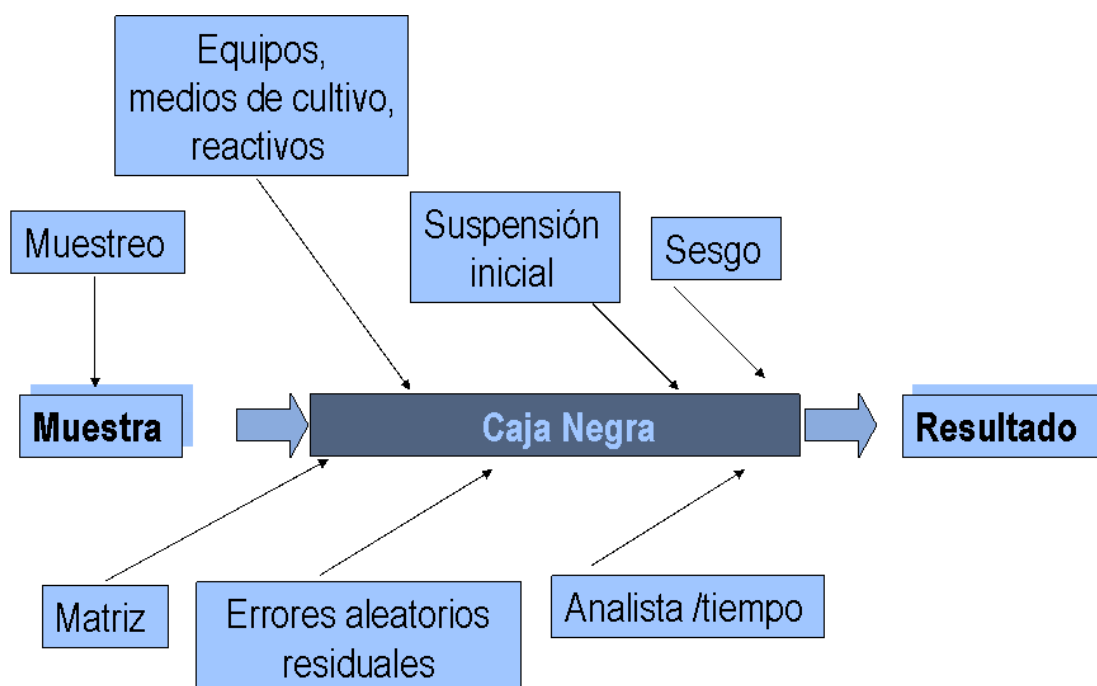 Equipos,
medios de cultivo,
reactivos
Suspensión
inicial
Sesgo
Muestreo
Muestra
Caja Negra
Resultado
Matriz
Errores aleatorios
residuales
Analista /tiempo